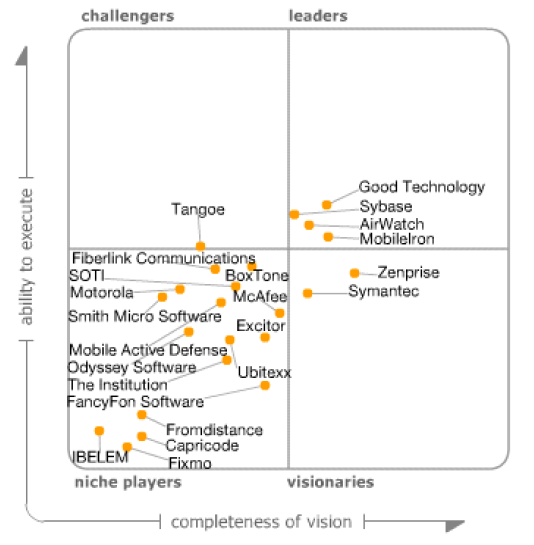 challengers
leaders
ability to execute
Good Technology
Tangoe
Sybase
AirWatch
MobileIron
Fiberlink Communications
SOTI
BoxTone
Zenprise
Motorola
McAfee
Symantec
Smith Micro Software
Excitor
Mobile Active Defense
Odyssey Software
Ubitexx
The Institution
FancyFon Software
Fromdistance
Capricode
IBELEM
Fixmo
niche players
visionaries
completeness of vision